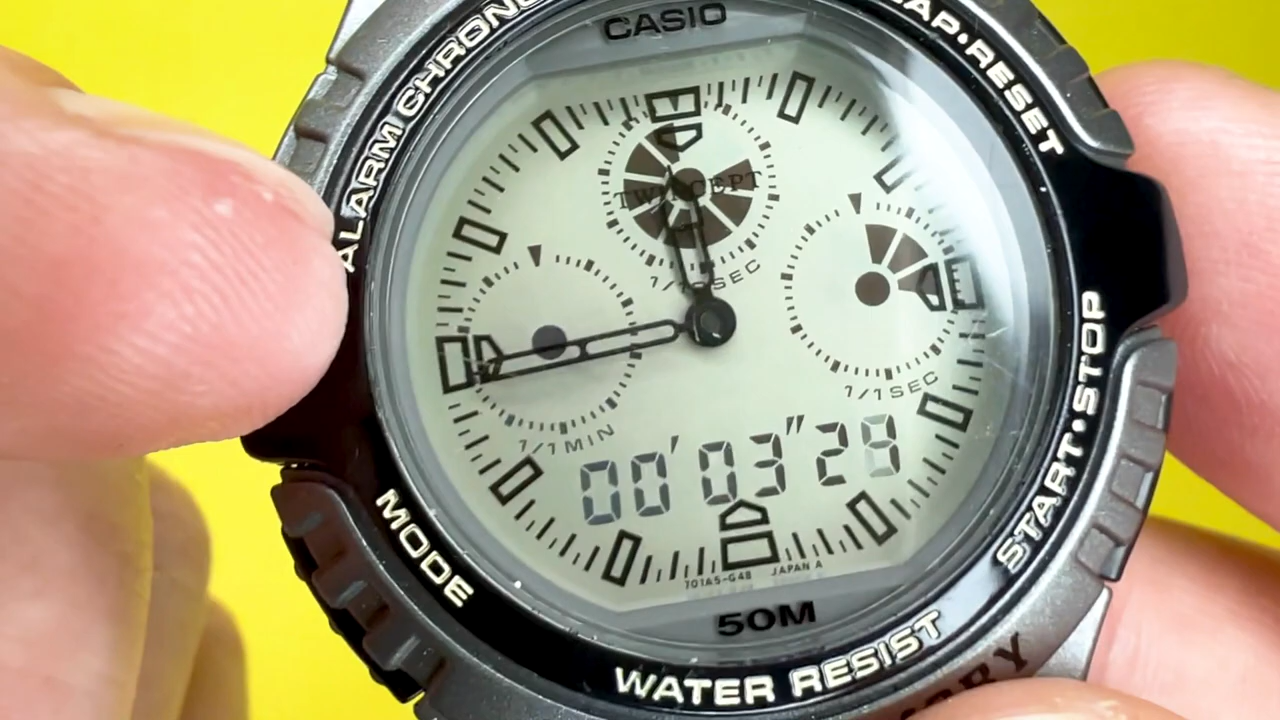 CASIO
ALARM CHRONO
LAP·RESET
TWINCEPT
1/10SEC
1/1SEC
1/1MIN
00'03"28
701A5-G48 JAPAN A
MODE
START·STOP
50M
WATER RESIST